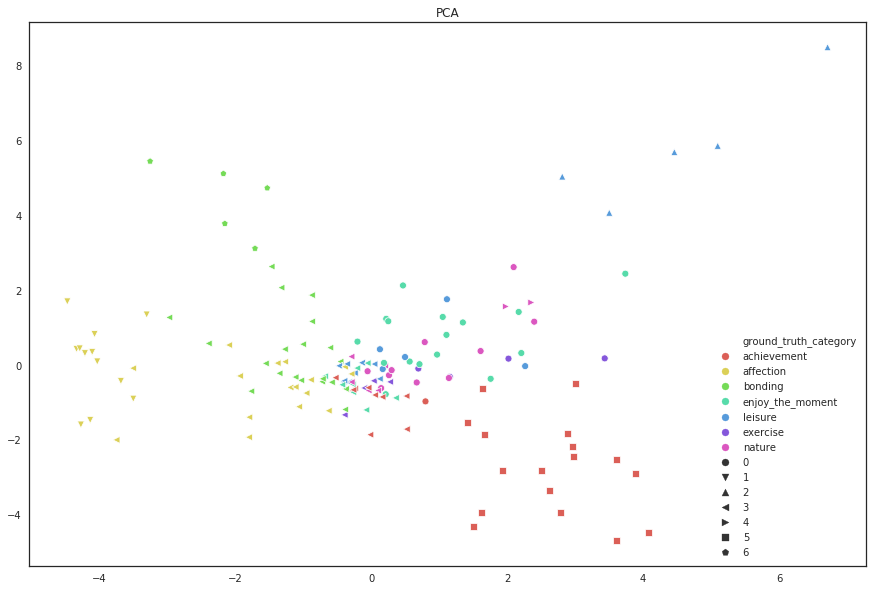 PCA
8
6
4
2
0
−2
−4
−4
−2
0
2
4
6
ground_truth_category
achievement
affection
bonding
enjoy_the_moment
leisure
exercise
nature
0
1
2
3
4
5
6